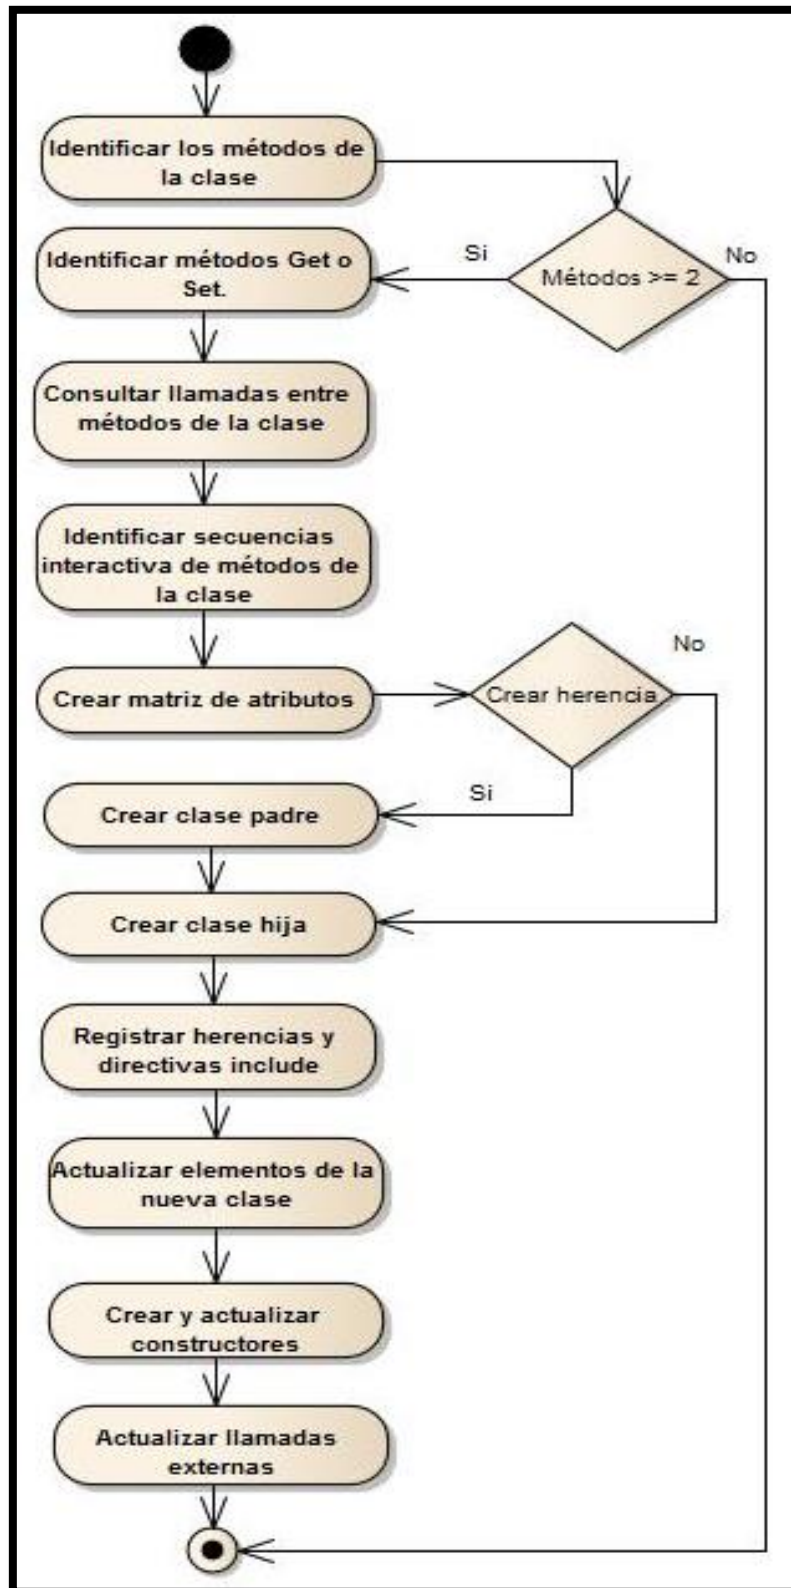 Identificar los métodos de
la clase
Si
No
Métodos >= 2
Identificar métodos Get o
Set.
Consultar llamadas entre
métodos de la clase
Identificar secuencias
interactiva de métodos de
la clase
No
Crear matriz de atributos
Crear herencia
Si
Crear clase padre
Crear clase hija
Registrar herencias y
directivas include
Actualizar elementos de la
nueva clase
Crear y actualizar
constructores
Actualizar llamadas
externas